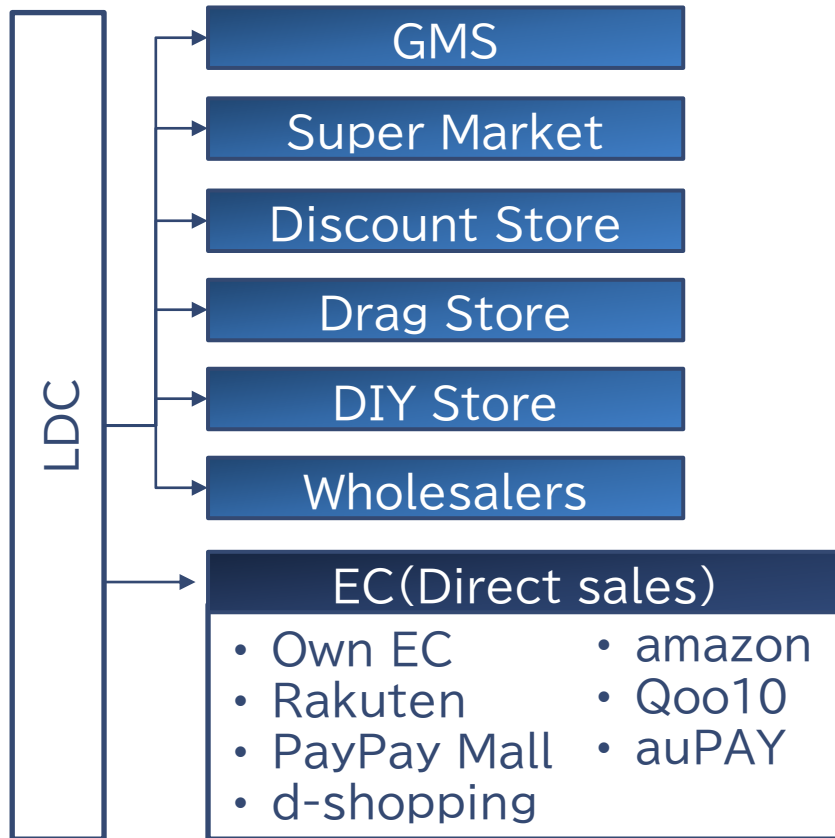 LDC
GMS
Super Market
Discount Store
Drag Store
DIY Store
Wholesalers
EC(Direct sales)
• Own EC
• Rakuten
• PayPay Mall
• d-shopping
• amazon
• Qoo10
• auPAY